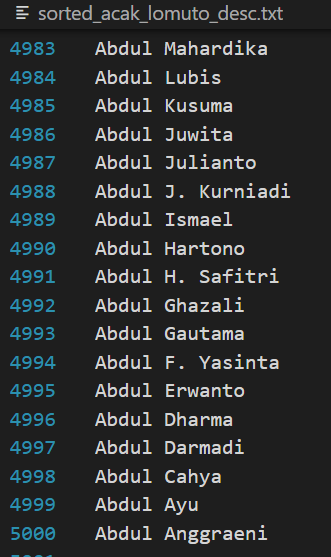 sorted_acak_lomuto_desc.txt
4983 Abdul Mahardika
4984 Abdul Lubis
4985 Abdul Kusuma
4986 Abdul Juwita
4987 Abdul Julianto
4988 Abdul J. Kurniadi
4989 Abdul Ismael
4990 Abdul Hartono
4991 Abdul H. Safitri
4992 Abdul Ghazali
4993 Abdul Gautama
4994 Abdul F. Yasinta
4995 Abdul Erwanto
4996 Abdul Dharma
4997 Abdul Darmadi
4998 Abdul Cahya
4999 Abdul Ayu
5000 Abdul Anggraeni